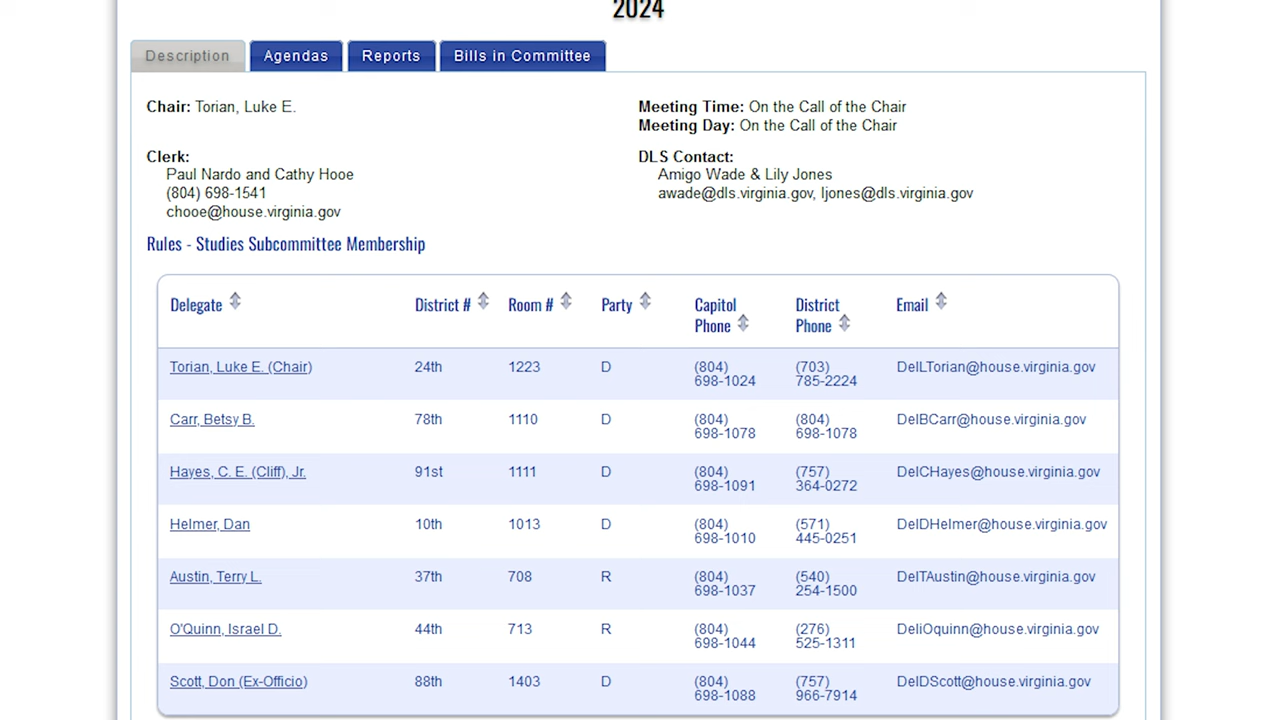 2024
Description Agendas Reports Bills in Committee
Chair: Torian, Luke E.
Meeting Time: On the Call of the Chair
Meeting Day: On the Call of the Chair
Clerk:
Paul Nardo and Cathy Hooe
(804) 698-1541
chooe@house.virginia.gov
DLS Contact:
Amigo Wade & Lily Jones
awade@dls.virginia.gov, ljones@dls.virginia.gov
Rules - Studies Subcommittee Membership
Delegate District # Room # Party Capitol Phone District Phone Email
Torian, Luke E. (Chair) 24th 1223 D (804) 698-1024 (703) 785-2224 DelLTorian@house.virginia.gov
Carr, Betsy B. 78th 1110 D (804) 698-1078 (804) 698-1078 DelBCarr@house.virginia.gov
Hayes, C. E. (Cliff), Jr. 91st 1111 D (804) 698-1091 (757) 364-0272 DelCHayes@house.virginia.gov
Helmer, Dan 10th 1013 D (804) 698-1010 (571) 445-0251 DelDHelmer@house.virginia.gov
Austin, Terry L. 37th 708 R (804) 698-1037 (540) 254-1500 DelTAustin@house.virginia.gov
O'Quinn, Israel D. 44th 713 R (804) 698-1044 (276) 525-1311 DeliOquinn@house.virginia.gov
Scott, Don (Ex-Officio) 88th 1403 D (804) 698-1088 (757) 966-7914 DelDScott@house.virginia.gov